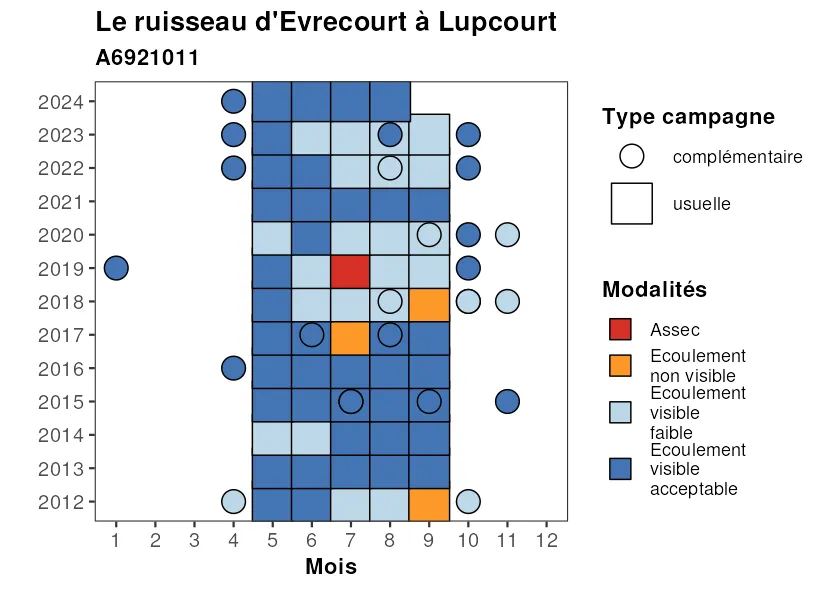 Le ruisseau d'Evrecourt à Lupcourt
A6921011
2024
2023
2022
2021
2020
2019
2018
2017
2016
2015
2014
2013
2012
1 2 3 4 5 6 7 8 9 10 11 12
Mois
Type campagne
complémentaire
usuelle
Modalités
Assec
Ecoulement
non visible
Ecoulement
visible
faible
Ecoulement
visible
acceptable